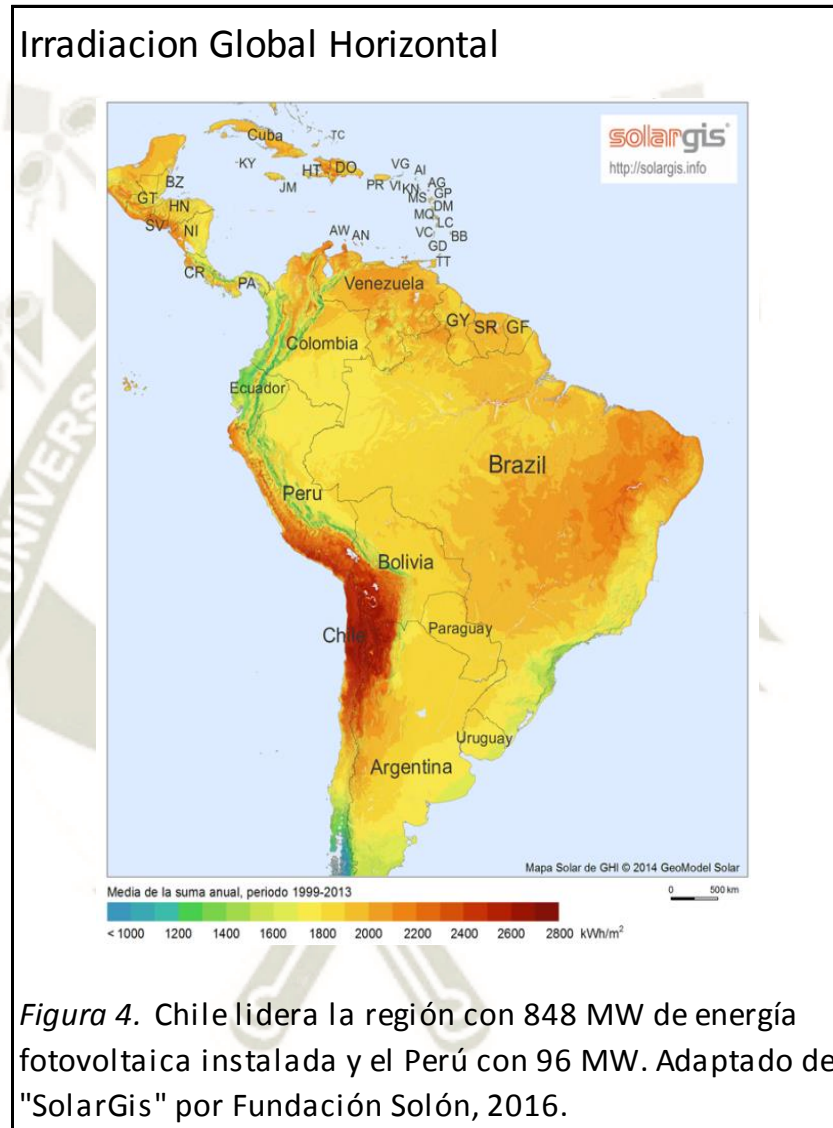 Irradiacion Global Horizontal
solargis
http://solargis.info
Cuba
TC
KY
HT
DO
VG
AI
BZ
JM
PR
VI
KN
AG
GT
HN
MS
GP
DM
SV
NI
MQ
LC
AW
AN
VC
BB
GD
CR
PA
TT
Venezuela
GY
SR
GF
Colombia
Ecuador
Brazil
Peru
Bolivia
Chile
Paraguay
Uruguay
Argentina
Mapa Solar de GHI © 2014 GeoModel Solar
Media de la suma anual, periodo 1999-2013
0 500 km
< 1000 1200 1400 1600 1800 2000 2200 2400 2600 2800 kWh/m²
Figura 4. Chile lidera la región con 848 MW de energía
fotovoltaica instalada y el Perú con 96 MW. Adaptado de
"SolarGis" por Fundación Solón, 2016.
UNIVERS